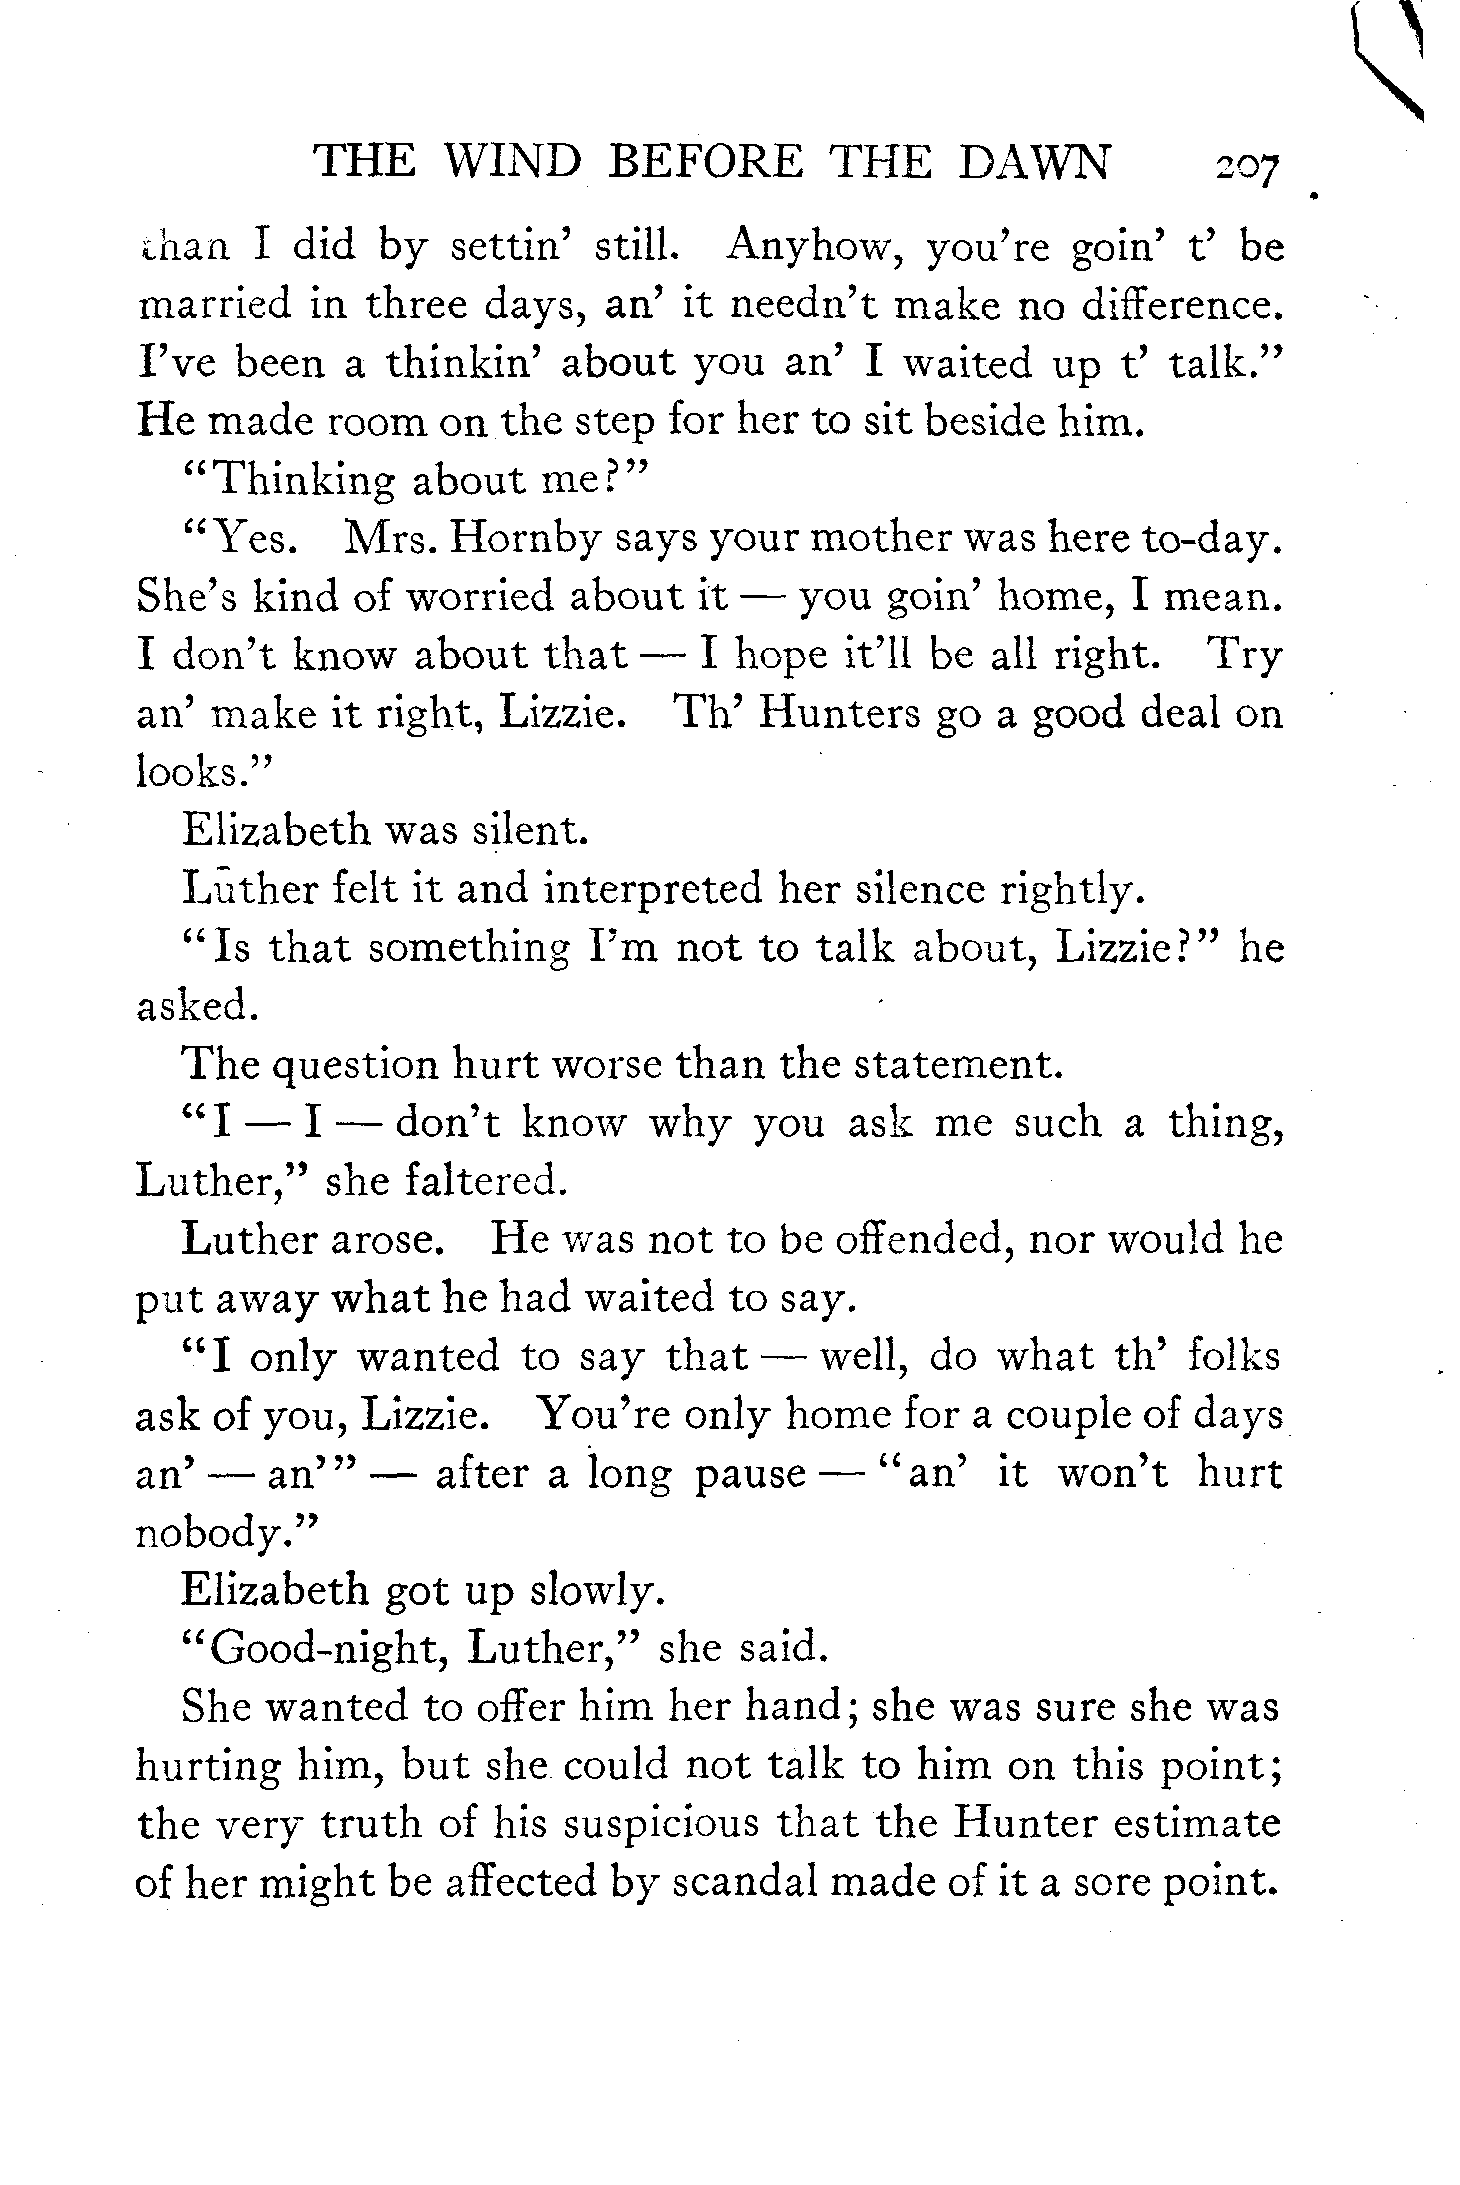 THE WIND BEFORE THE DAWN 207
than I did by settin' still. Anyhow, you're goin' t' be
married in three days, an' it needn't make no difference.
I've been a thinkin' about you an' I waited up t' talk."
He made room on the step for her to sit beside him.
"Thinking about me?"
"Yes. Mrs. Hornby says your mother was here to-day.
She's kind of worried about it — you goin' home, I mean.
I don't know about that — I hope it'll be all right. Try
an' make it right, Lizzie. Th' Hunters go a good deal on
looks."
Elizabeth was silent.
Luther felt it and interpreted her silence rightly.
"Is that something I'm not to talk about, Lizzie?" he
asked.
The question hurt worse than the statement.
"I — I — don't know why you ask me such a thing,
Luther," she faltered.
Luther arose. He was not to be offended, nor would he
put away what he had waited to say.
"I only wanted to say that — well, do what th' folks
ask of you, Lizzie. You're only home for a couple of days
an' — an'" — after a long pause — "an' it won't hurt
nobody."
Elizabeth got up slowly.
"Good-night, Luther," she said.
She wanted to offer him her hand; she was sure she was
hurting him, but she could not talk to him on this point;
the very truth of his suspicious that the Hunter estimate
of her might be affected by scandal made of it a sore point.